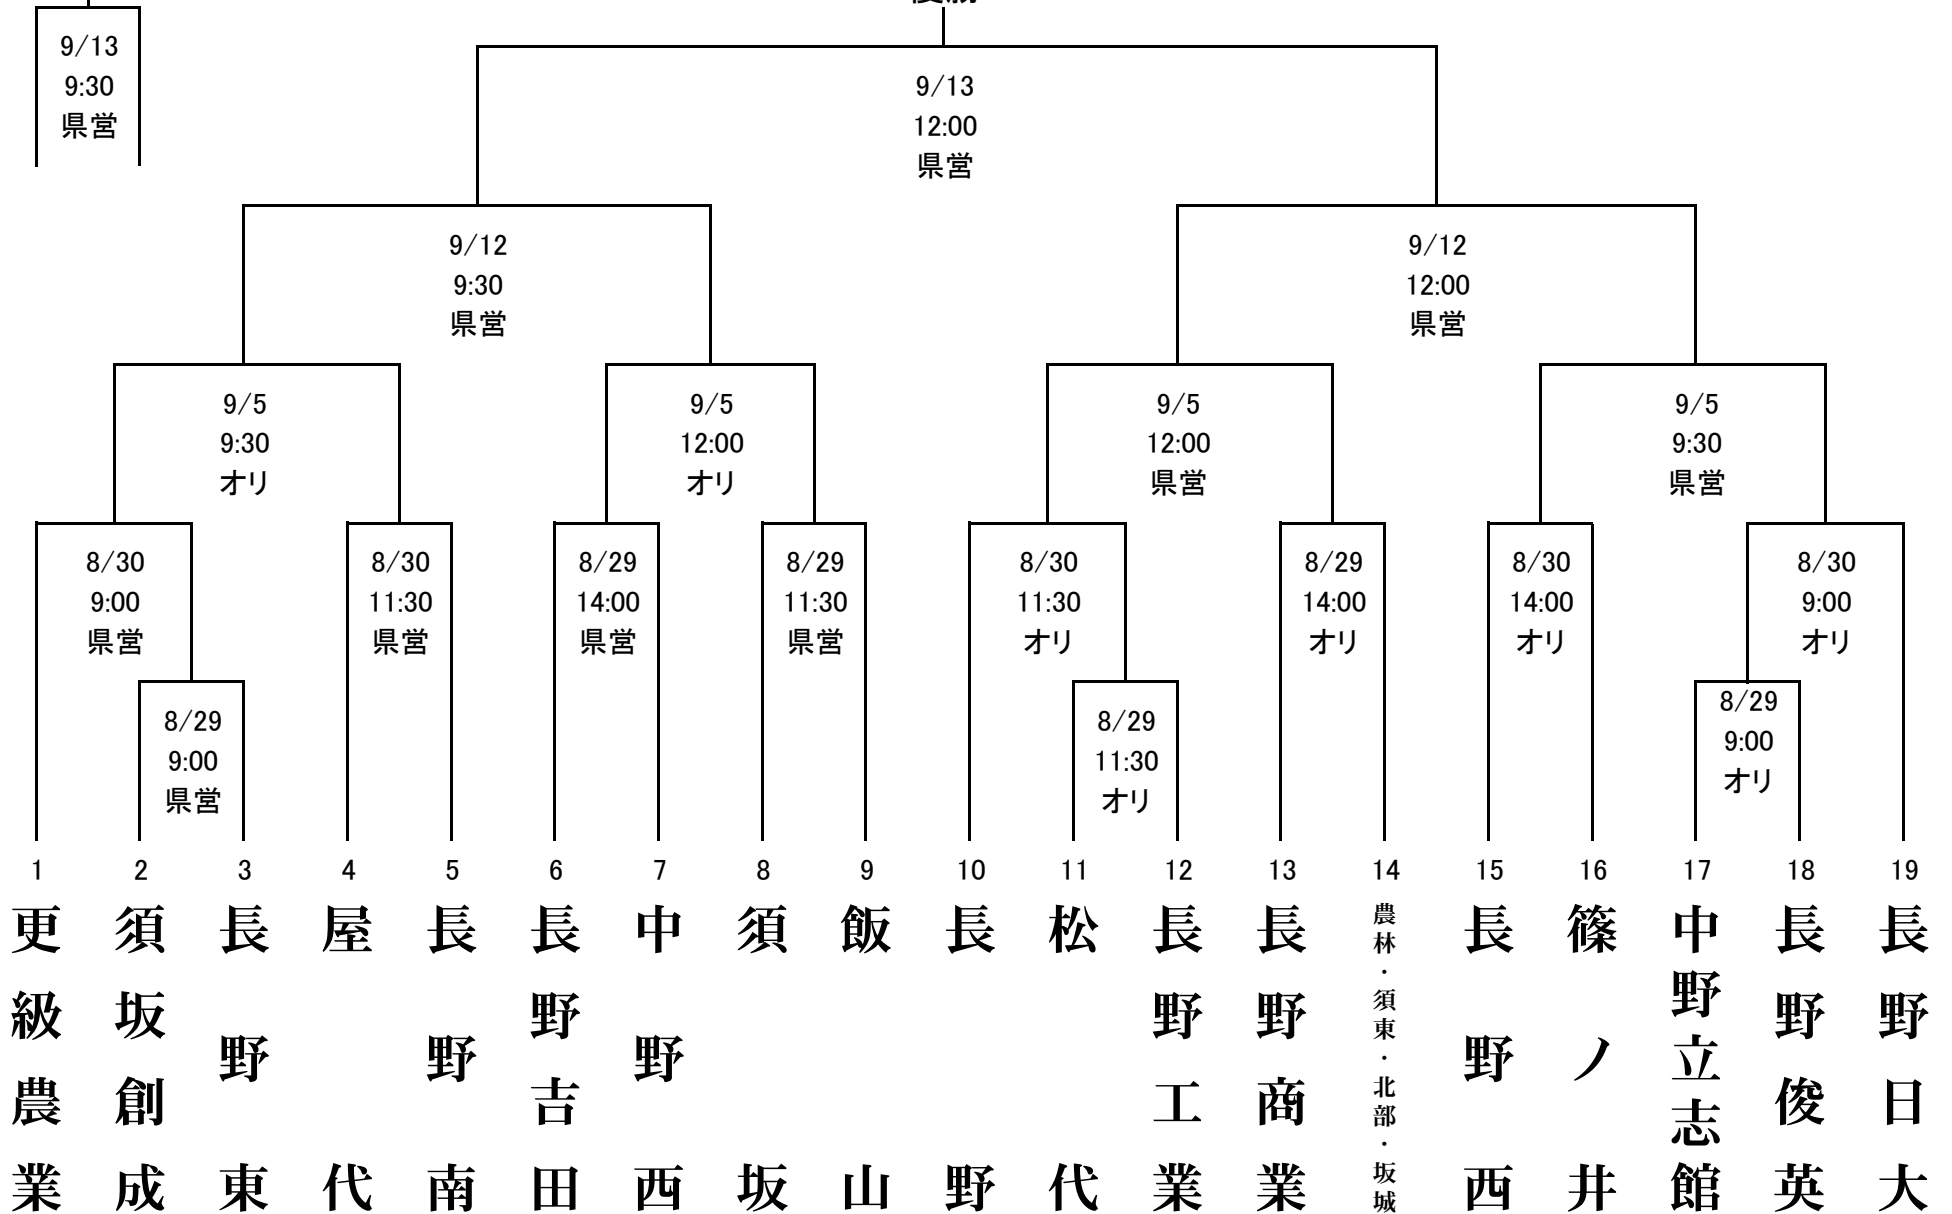 9/13
9:30
県営
9/13
12:00
県営
9/12
9:30
県営
9/12
12:00
県営
9/5
9:30
オリ
9/5
12:00
オリ
9/5
12:00
県営
9/5
9:30
県営
8/30
9:00
県営
8/30
11:30
県営
8/29
14:00
県営
8/29
11:30
県営
8/30
11:30
オリ
8/29
14:00
オリ
8/30
14:00
オリ
8/30
9:00
オリ
8/29
9:00
県営
8/29
11:30
オリ
8/29
9:00
オリ
1
更級農業
2
須坂創成
3
長野東
4
屋代
5
長野南
6
長野吉田
7
中野西
8
須坂
9
飯山
10
長野
11
松代
12
長野工業
13
長野商業
14
農林・須東・北部・坂城
15
長野西
16
篠ノ井
17
中野立志館
18
長野俊英
19
長野日大